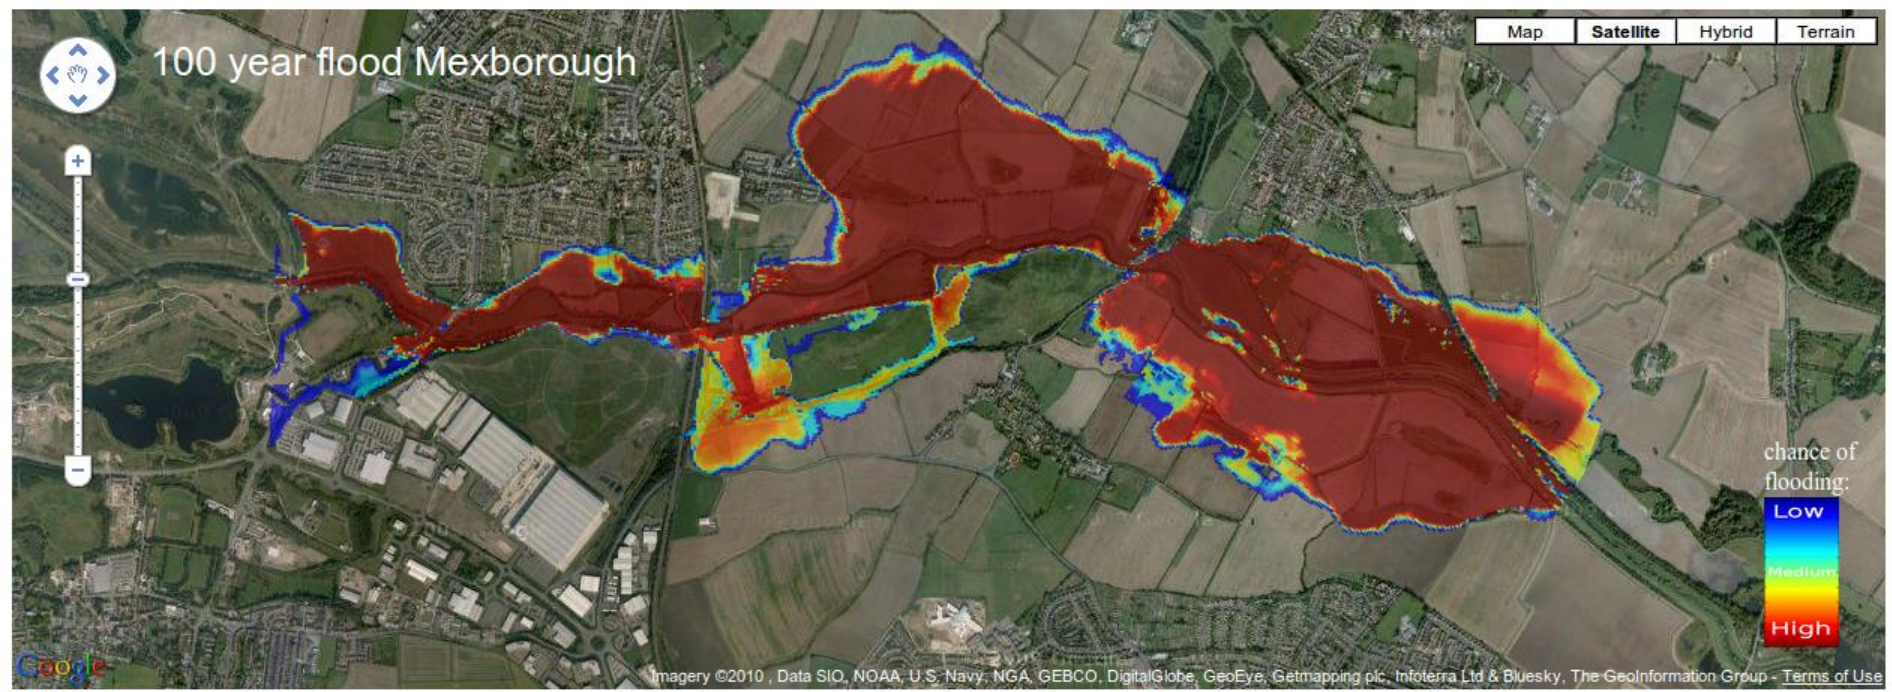 100 year flood Mexborough
Map
Satellite
Hybrid
Terrain
chance of
flooding:
Low
Medium
High
Google
Imagery ©2010 , Data SIO, NOAA, U.S. Navy, NGA, GEBCO, DigitalGlobe, GeoEye, Getmapping plc, Infoterra Ltd & Bluesky, The GeoInformation Group - Terms of Use